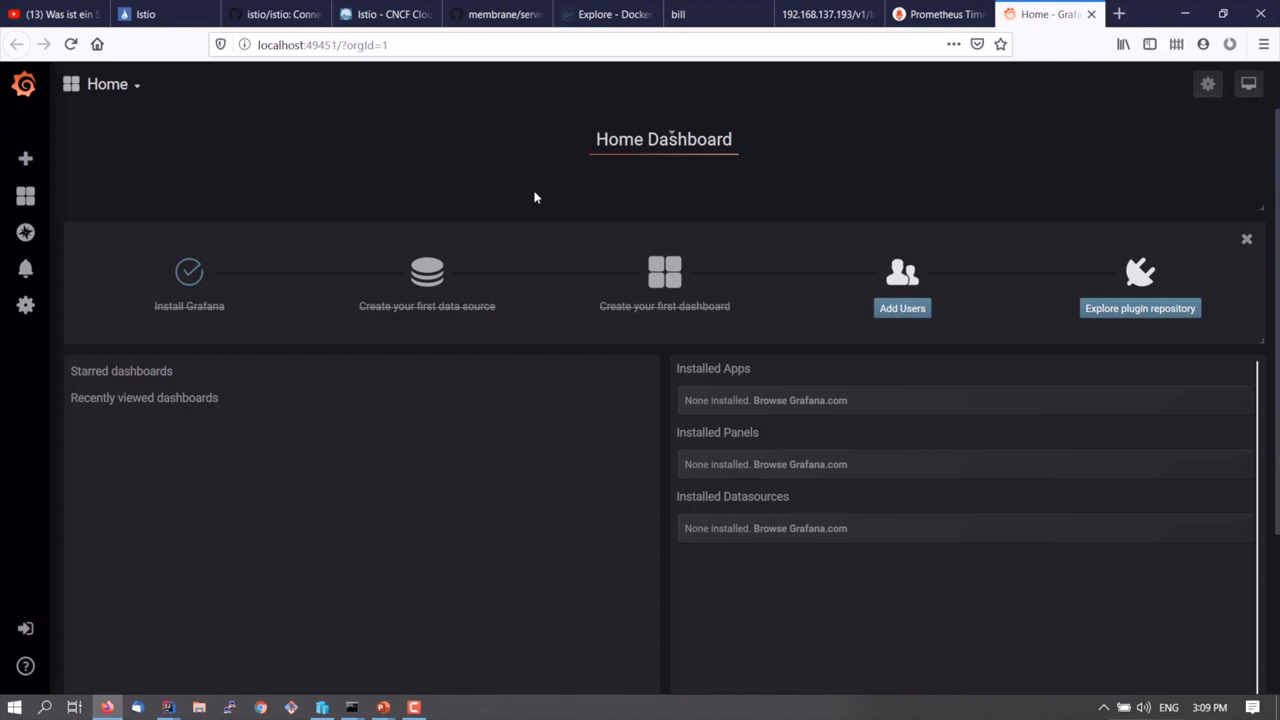 (13) Was ist ein S
Istio
istio/istio: Conne
Istio - CNCF Clou
membrane/servi
Explore - Docke
bill
192.168.137.193/v1/b
Prometheus Time
Home - Grafa
localhost:49451/?orgId=1
Home
Home Dashboard
Install Grafana
Create your first data source
Create your first dashboard
Add Users
Explore plugin repository
Starred dashboards
Recently viewed dashboards
Installed Apps
None installed. Browse Grafana.com
Installed Panels
None installed. Browse Grafana.com
Installed Datasources
None installed. Browse Grafana.com
ENG
3:09 PM